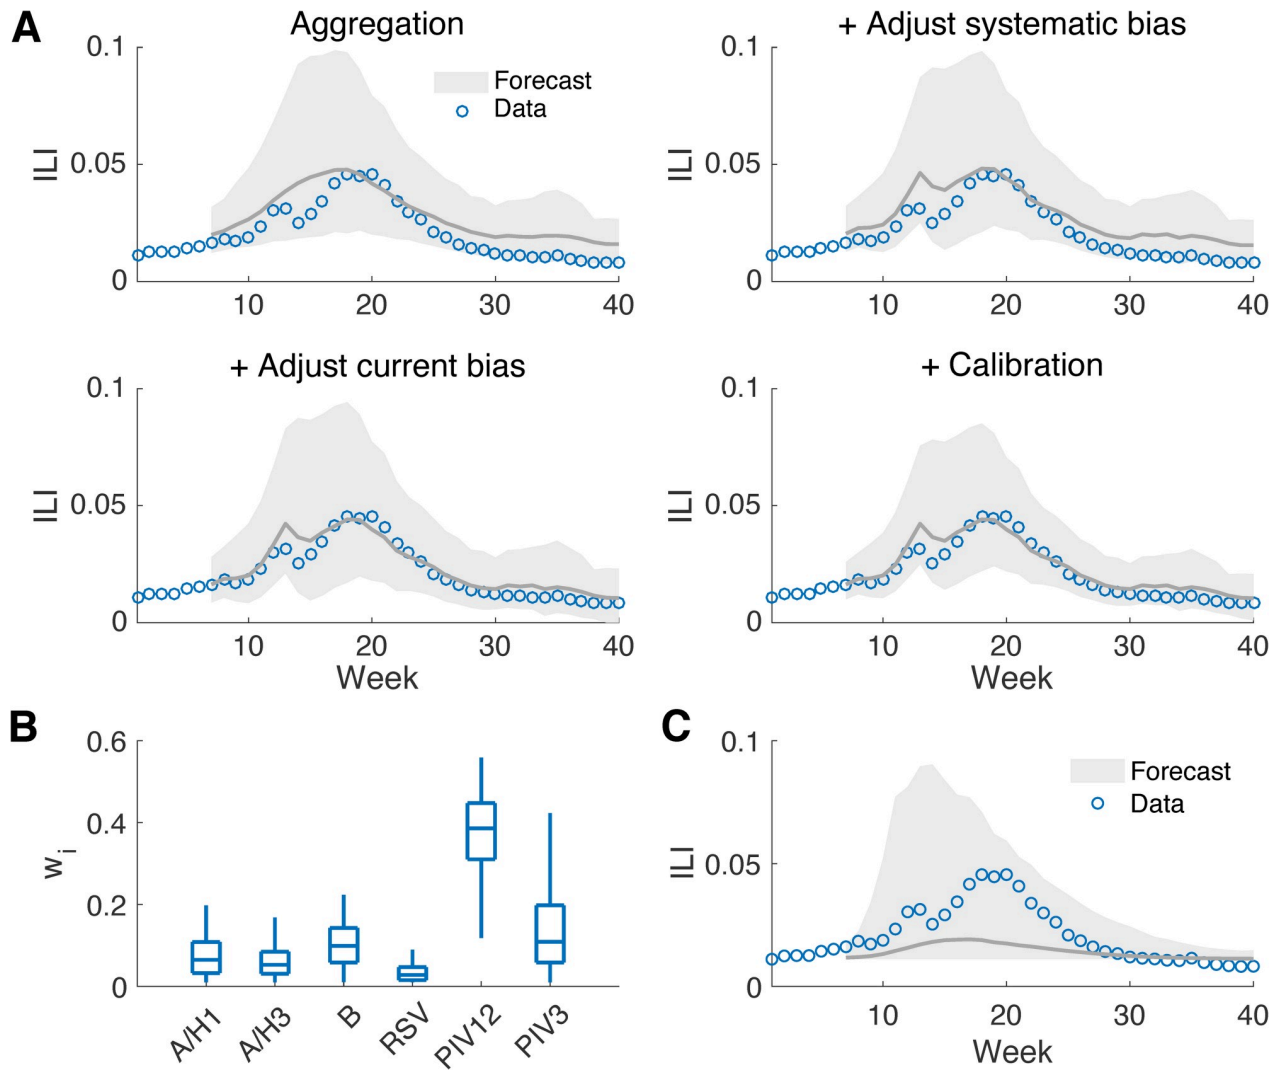 A
Aggregation
0.1
0.05
0
ILI
Forecast
Data
10 20 30 40
+ Adjust systematic bias
0.1
0.05
0
ILI
10 20 30 40
+ Adjust current bias
0.1
0.05
0
ILI
10 20 30 40
Week
+ Calibration
0.1
0.05
0
ILI
10 20 30 40
Week
B
0.6
0.4
0.2
0
wi
A/H1 A/H3 B RSV PIV12 PIV3
C
0.1
0.05
0
ILI
Forecast
Data
10 20 30 40
Week